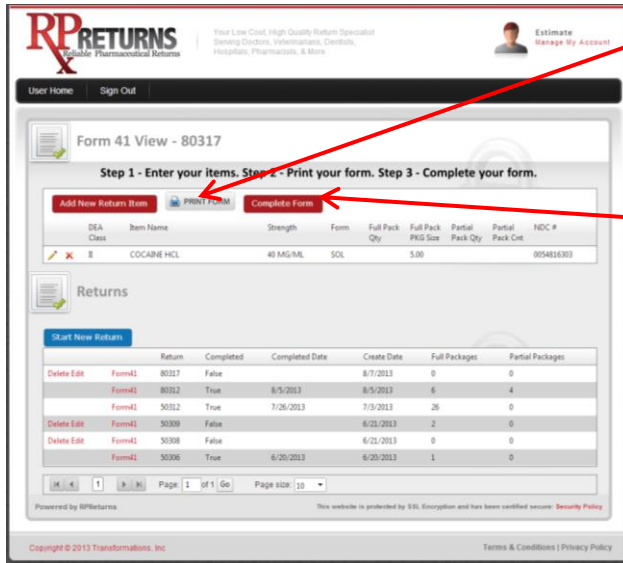 RP RETURNS
Reliable Pharmaceutical Returns
Your Low Cost, High Quality Return Specialist
Serving Doctors, Veterinarians, Dentists,
Hospitals, Pharmacists, & More
Estimate
Manage My Account
User Home Sign Out
Form 41 View - 80317
Step 1 - Enter your items. Step 2 - Print your form. Step 3 - Complete your form.
Add New Return Item PRINT FORM Complete Form
DEA Class Item Name Strength Form Full Pack Qty Full Pack PKG Size Partial Pack Qty Partial Pack Cnt NDC #
II COCAINE HCL 40 MG/ML SOL 5.00 0054816303
Returns
Start New Return
Return Completed Completed Date Create Date Full Packages Partial Packages
Delete Edit Form41 80317 False 8/7/2013 0 0
Form41 80312 True 8/5/2013 8/5/2013 6 4
Form41 50312 True 7/26/2013 7/3/2013 26 0
Delete Edit Form41 50309 False 6/21/2013 2 0
Delete Edit Form41 50308 False 6/21/2013 0 0
Form41 50306 True 6/20/2013 6/20/2013 1 0
1 Page: 1 of 1 Go Page size: 10
Powered by RPReturns This website is protected by SSL Encryption and has been certified secure: Security Policy
Copyright © 2013 Transformations, Inc Terms & Conditions | Privacy Policy